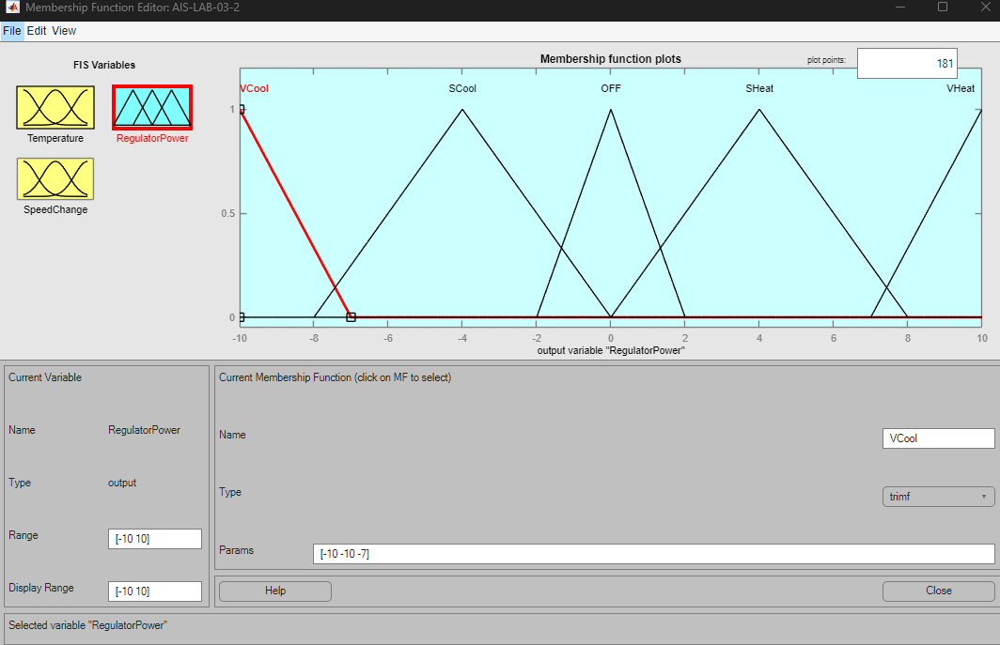 Membership Function Editor: AIS-LAB-03-2
File Edit View
FIS Variables
Temperature
RegulatorPower
SpeedChange
Membership function plots
plot points:
181
VCool SCool OFF SHeat VHeat
1
0.5
0
-10 -8 -6 -4 -2 0 2 4 6 8 10
output variable "RegulatorPower"
Current Variable
Name RegulatorPower
Type output
Range [-10 10]
Display Range [-10 10]
Current Membership Function (click on MF to select)
Name VCool
Type trimf
Params [-10 -10 -7]
Help Close
Selected variable "RegulatorPower"